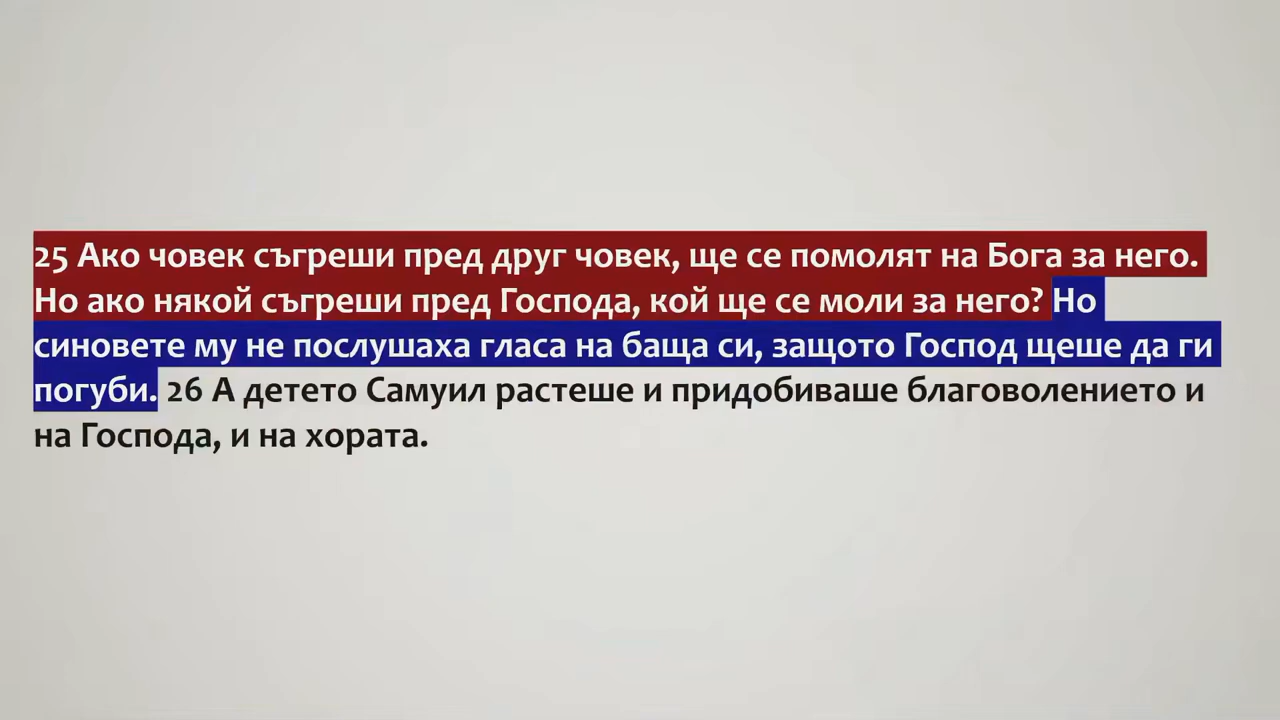 25 Ако човек съгреши пред друг човек, ще се помолят на Бога за него.
Но ако някой съгреши пред Господа, кой ще се моли за него? Но
синовете му не послушаха гласа на баща си, защото Господ щеше да ги
погуби. 26 А детето Самуил растеше и придобиваше благоволението и
на Господа, и на хората.